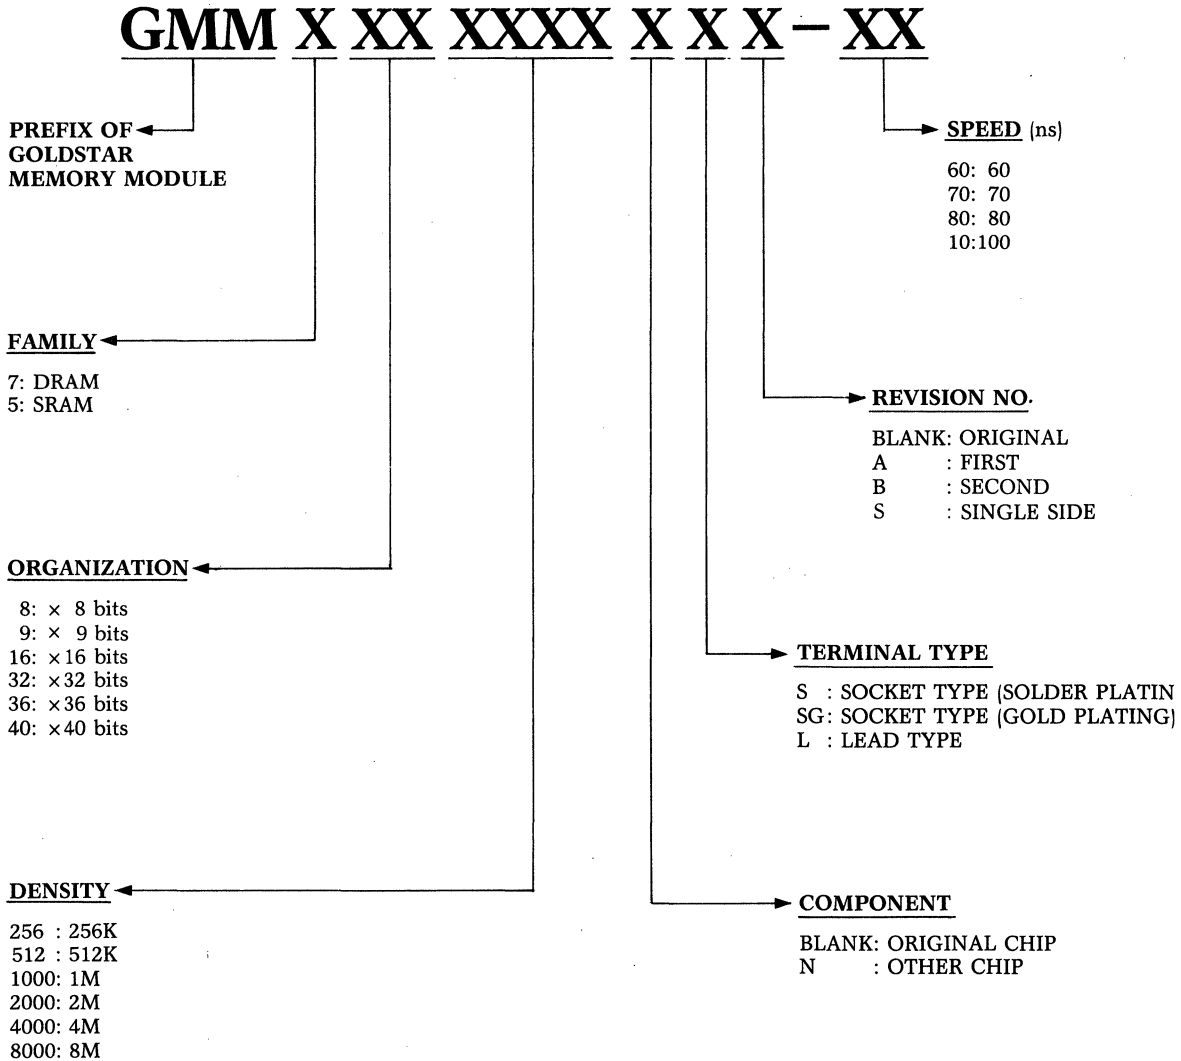 GMM X XX XXXX X X X – XX
PREFIX OF
GOLDSTAR
MEMORY MODULE
SPEED (ns)
60: 60
70: 70
80: 80
10:100
FAMILY
7: DRAM
5: SRAM
REVISION NO.
BLANK: ORIGINAL
A : FIRST
B : SECOND
S : SINGLE SIDE
ORGANIZATION
8: × 8 bits
9: × 9 bits
16: ×16 bits
32: ×32 bits
36: ×36 bits
40: ×40 bits
TERMINAL TYPE
S : SOCKET TYPE (SOLDER PLATIN
SG: SOCKET TYPE (GOLD PLATING)
L : LEAD TYPE
DENSITY
256 : 256K
512 : 512K
1000: 1M
2000: 2M
4000: 4M
8000: 8M
COMPONENT
BLANK: ORIGINAL CHIP
N : OTHER CHIP